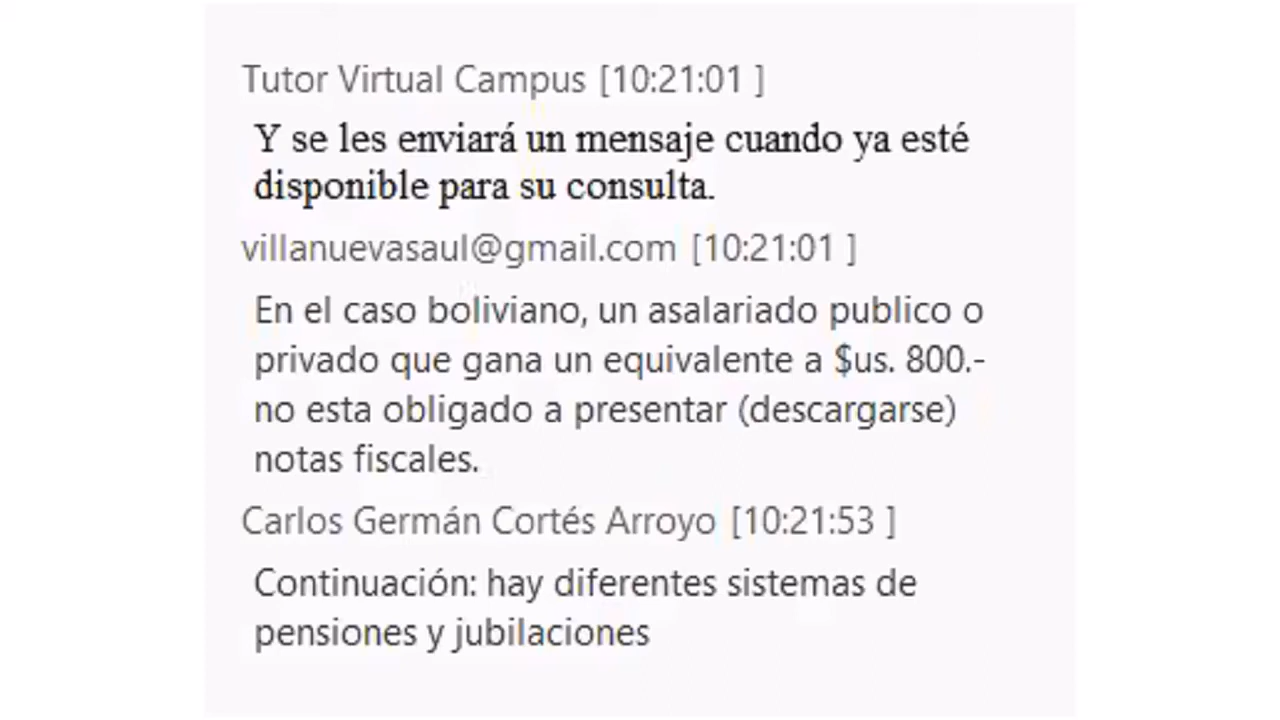 Tutor Virtual Campus [10:21:01 ]
Y se les enviará un mensaje cuando ya esté
disponible para su consulta.
villanuevasaul@gmail.com [10:21:01 ]
En el caso boliviano, un asalariado publico o
privado que gana un equivalente a $us. 800.-
no esta obligado a presentar (descargarse)
notas fiscales.
Carlos Germán Cortés Arroyo [10:21:53 ]
Continuación: hay diferentes sistemas de
pensiones y jubilaciones